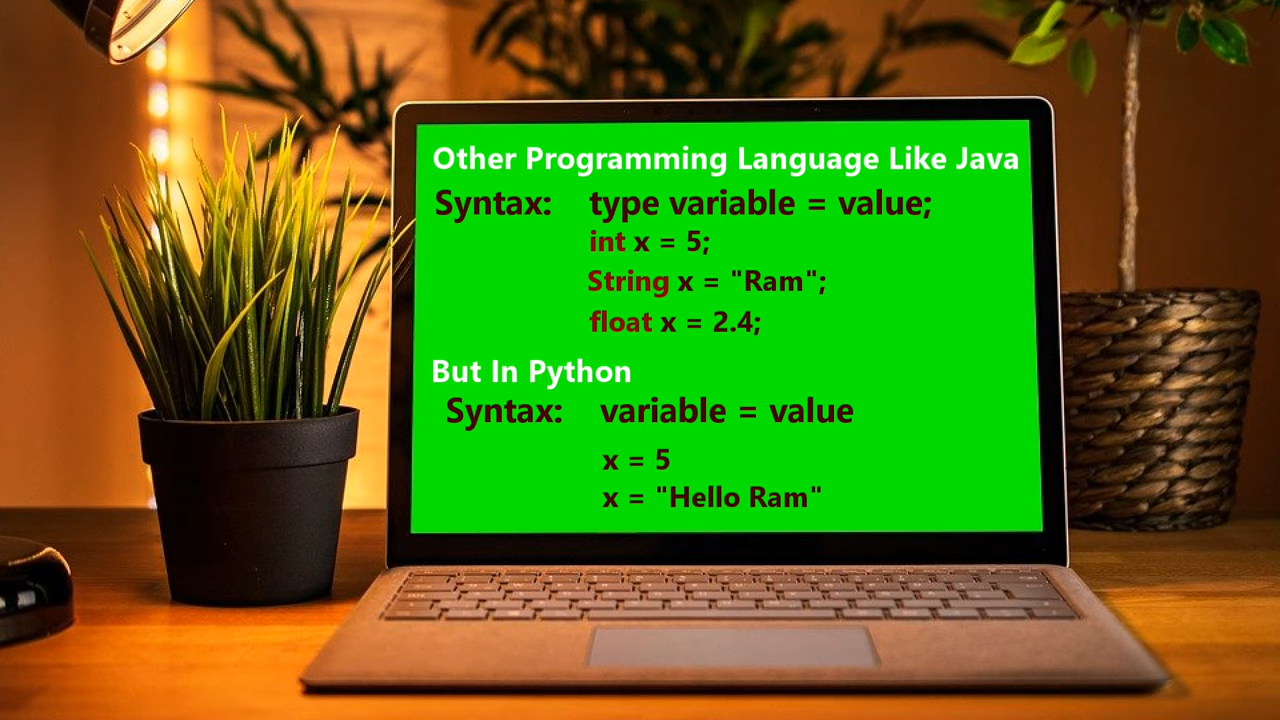 Other Programming Language Like Java
Syntax: type variable = value;
int x = 5;
String x = "Ram";
float x = 2.4;
But In Python
Syntax: variable = value
x = 5
x = "Hello Ram"